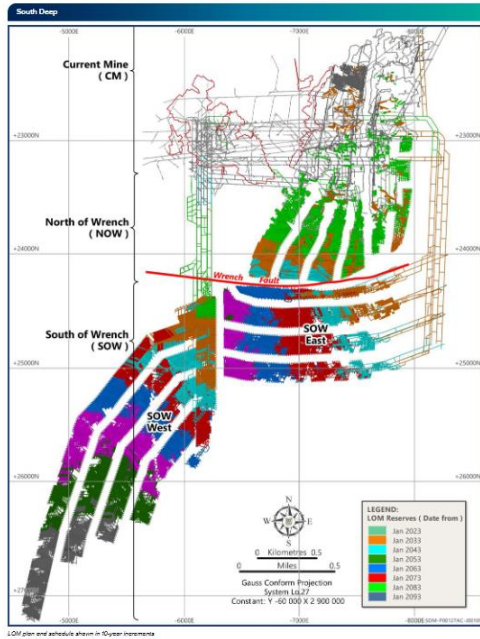 South Deep
-5000E
-6000E
-7000E
-8000E
Current Mine
( CM )
+23000N
+23000N
North of Wrench
( NOW )
+24000N
+24000N
Wrench Fault
South of Wrench
( SOW )
SOW
East
+25000N
+25000N
SOW
West
+26000N
+26000N
N
W E
S
0 Kilometres 0.5
0 Miles 0.5
Gauss Conform Projection
System Lo.27
Constant: Y -60 000 X 2 900 000
LEGEND:
LOM Reserves ( Date from )
Jan 2023
Jan 2033
Jan 2043
Jan 2053
Jan 2063
Jan 2073
Jan 2083
Jan 2093
-5000E
-6000E
-7000E
LOM plan and schedule shown in 10-year increments